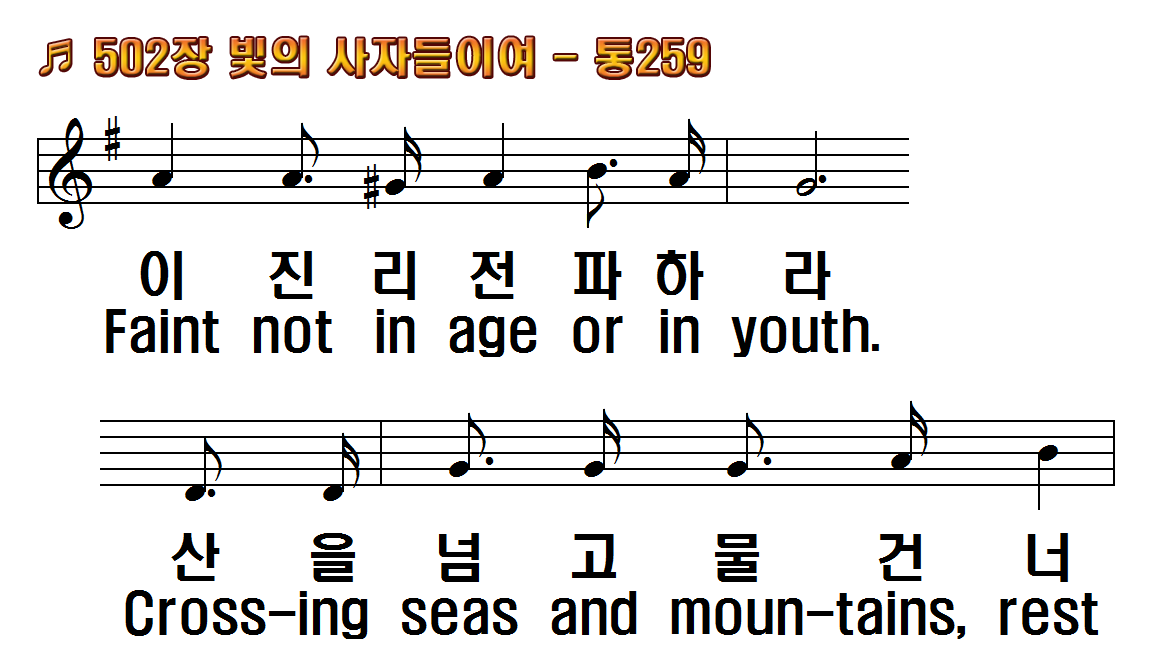 ♬ 502장 빛의 사자들이여 - 통259
이 진 리 전 파 하 라
Faint not in age or in youth.
산 을 넘 고 물 건 너
Cross-ing seas and moun-tains, rest